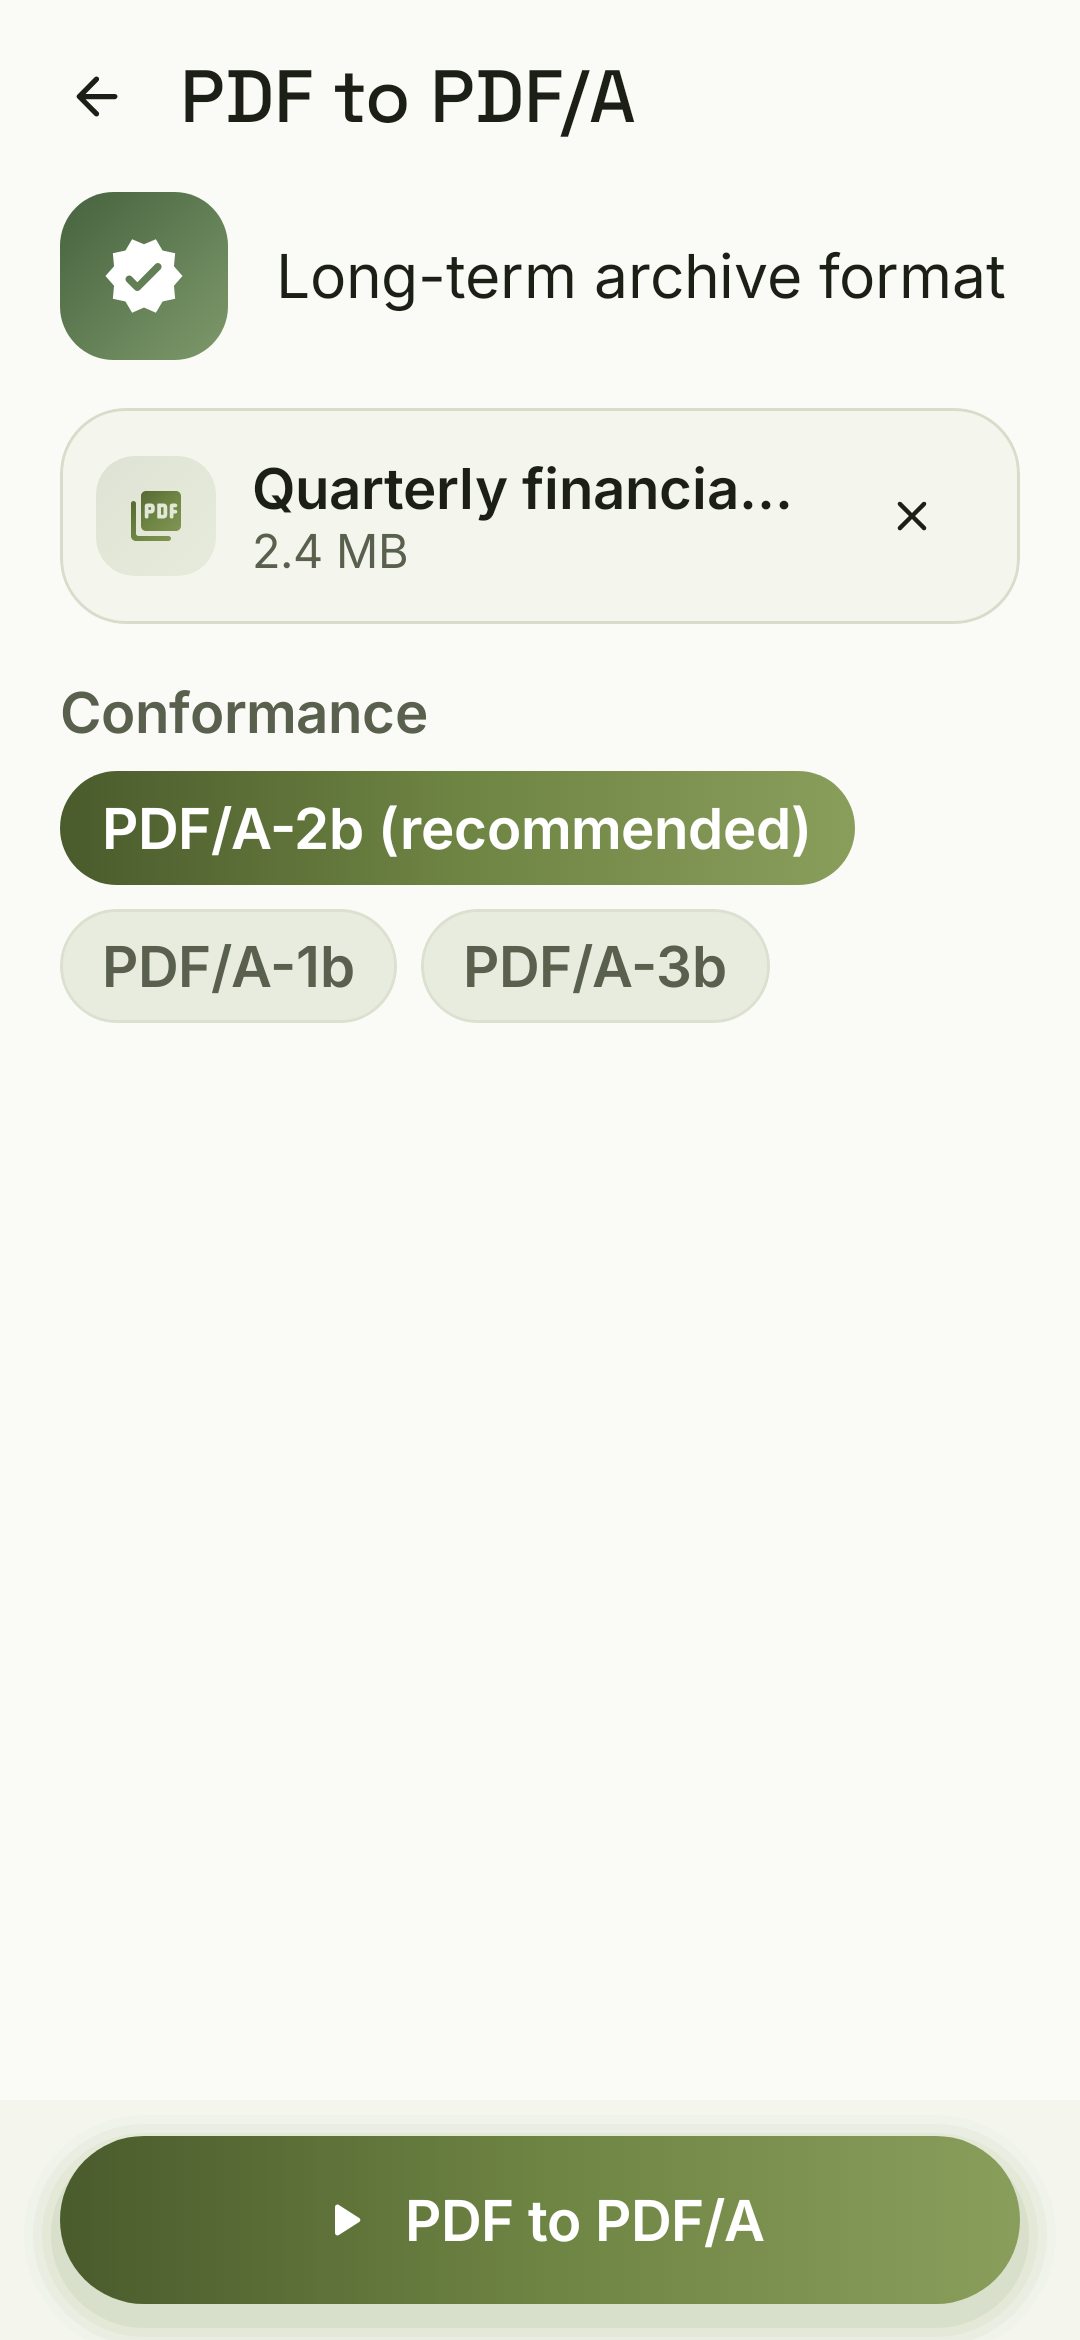 PDF to PDF/A
Long-term archive format
PDF
Quarterly financia...
2.4 MB
Conformance
PDF/A-2b (recommended)
PDF/A-1b
PDF/A-3b
PDF to PDF/A